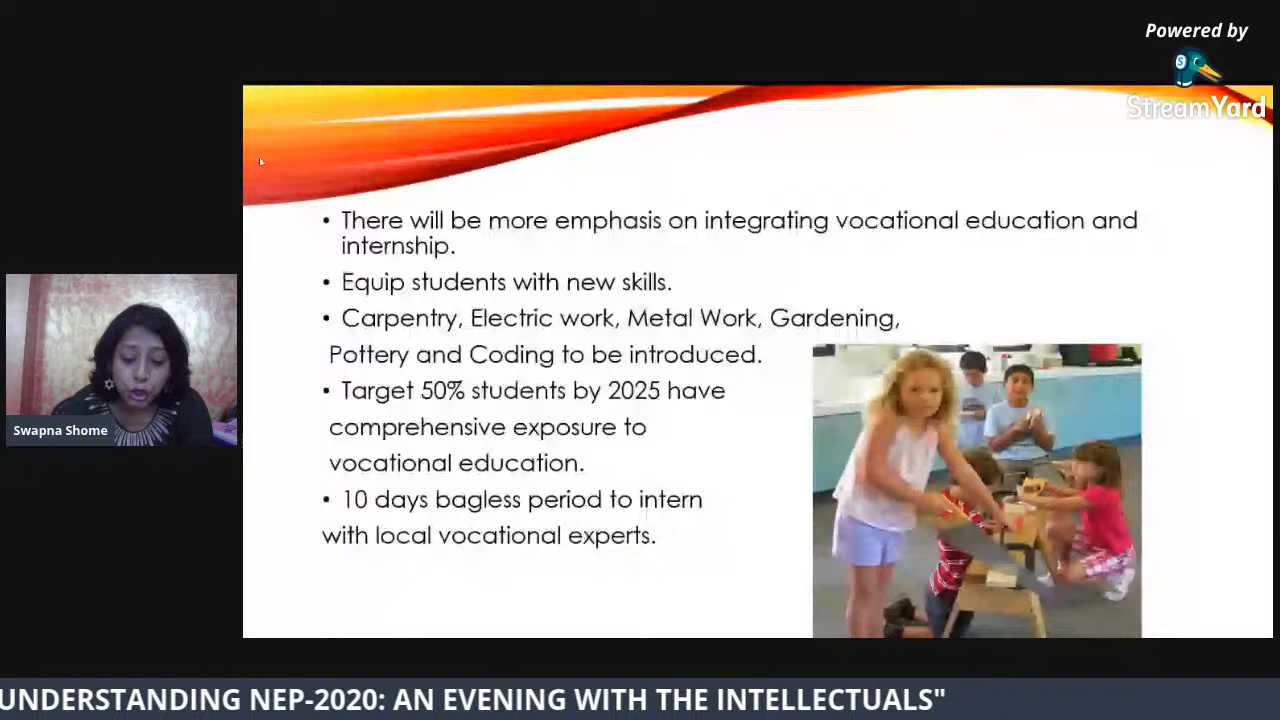 Powered by
StreamYard
• There will be more emphasis on integrating vocational education and
internship.
• Equip students with new skills.
• Carpentry, Electric work, Metal Work, Gardening,
Pottery and Coding to be introduced.
• Target 50% students by 2025 have
comprehensive exposure to
vocational education.
• 10 days bagless period to intern
with local vocational experts.
Swapna Shome
UNDERSTANDING NEP-2020: AN EVENING WITH THE INTELLECTUALS"